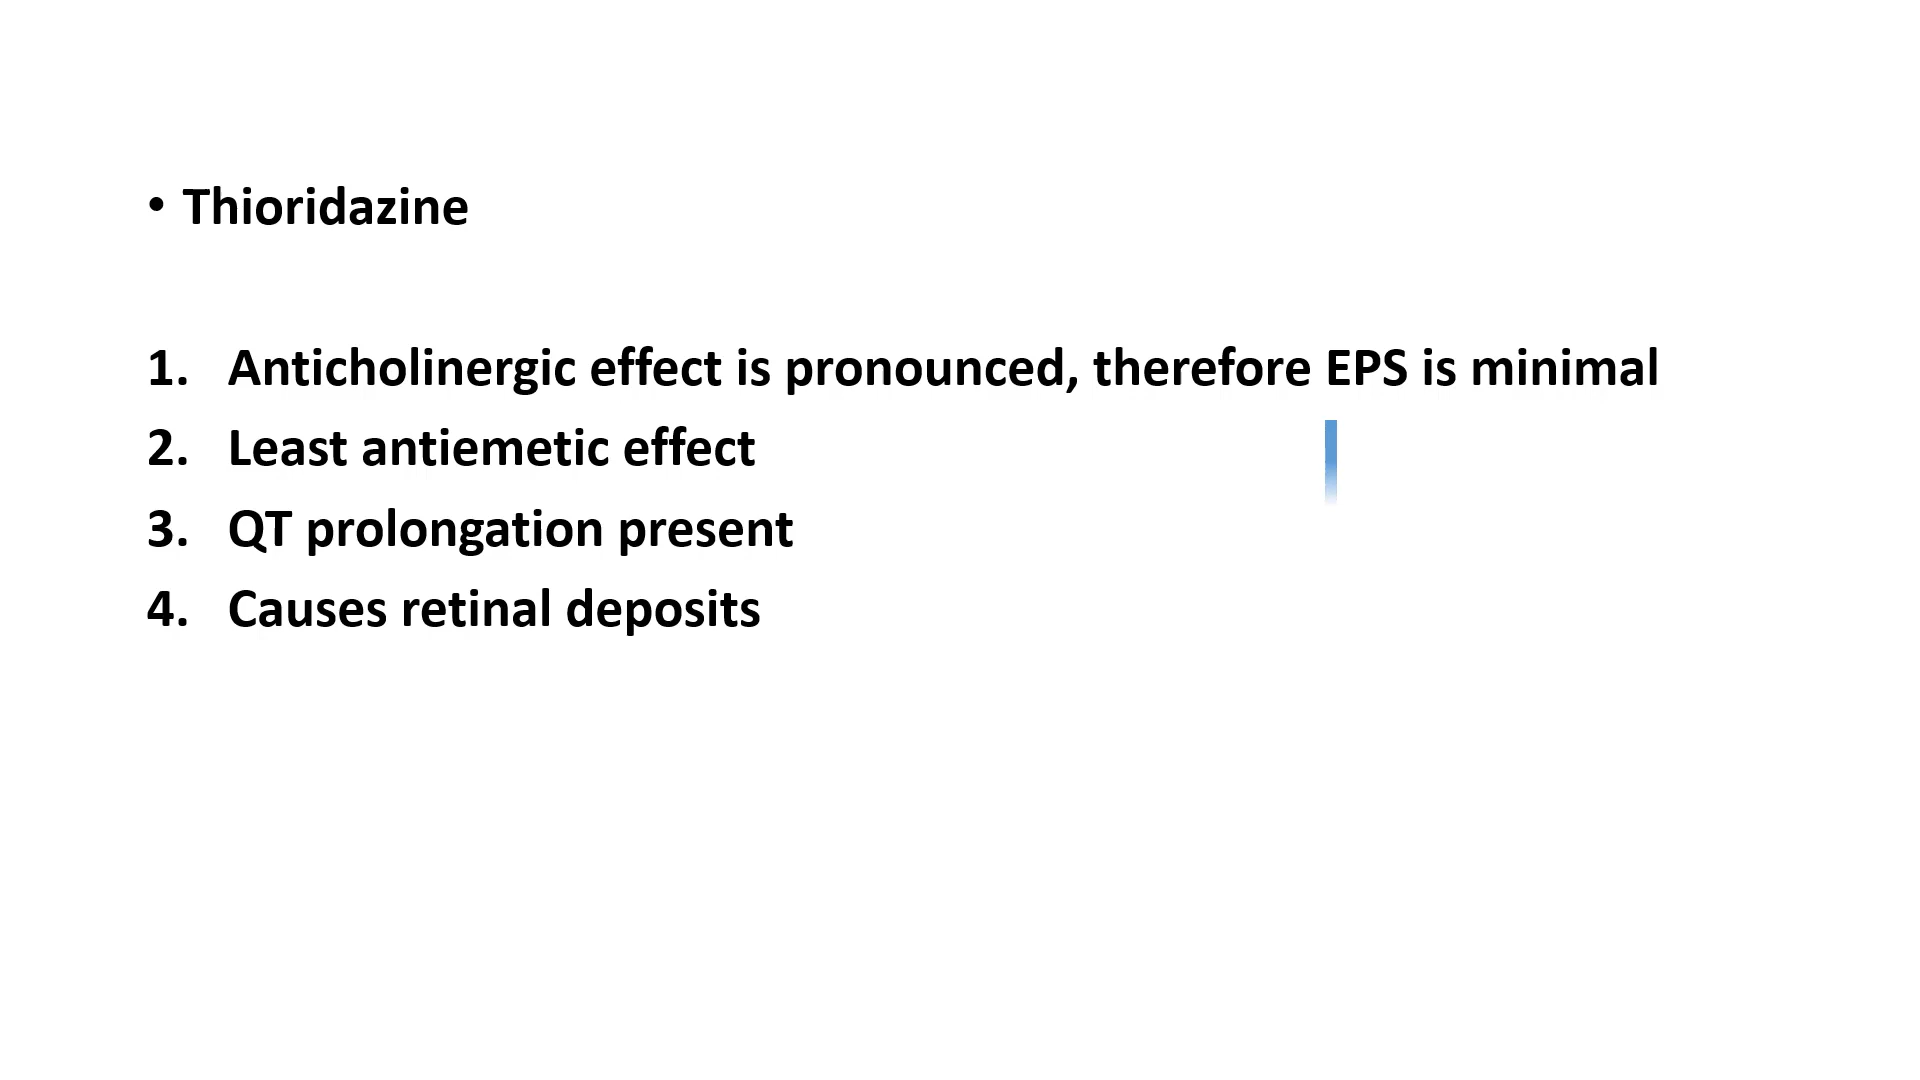 • Thioridazine
1. Anticholinergic effect is pronounced, therefore EPS is minimal
2. Least antiemetic effect
3. QT prolongation present
4. Causes retinal deposits